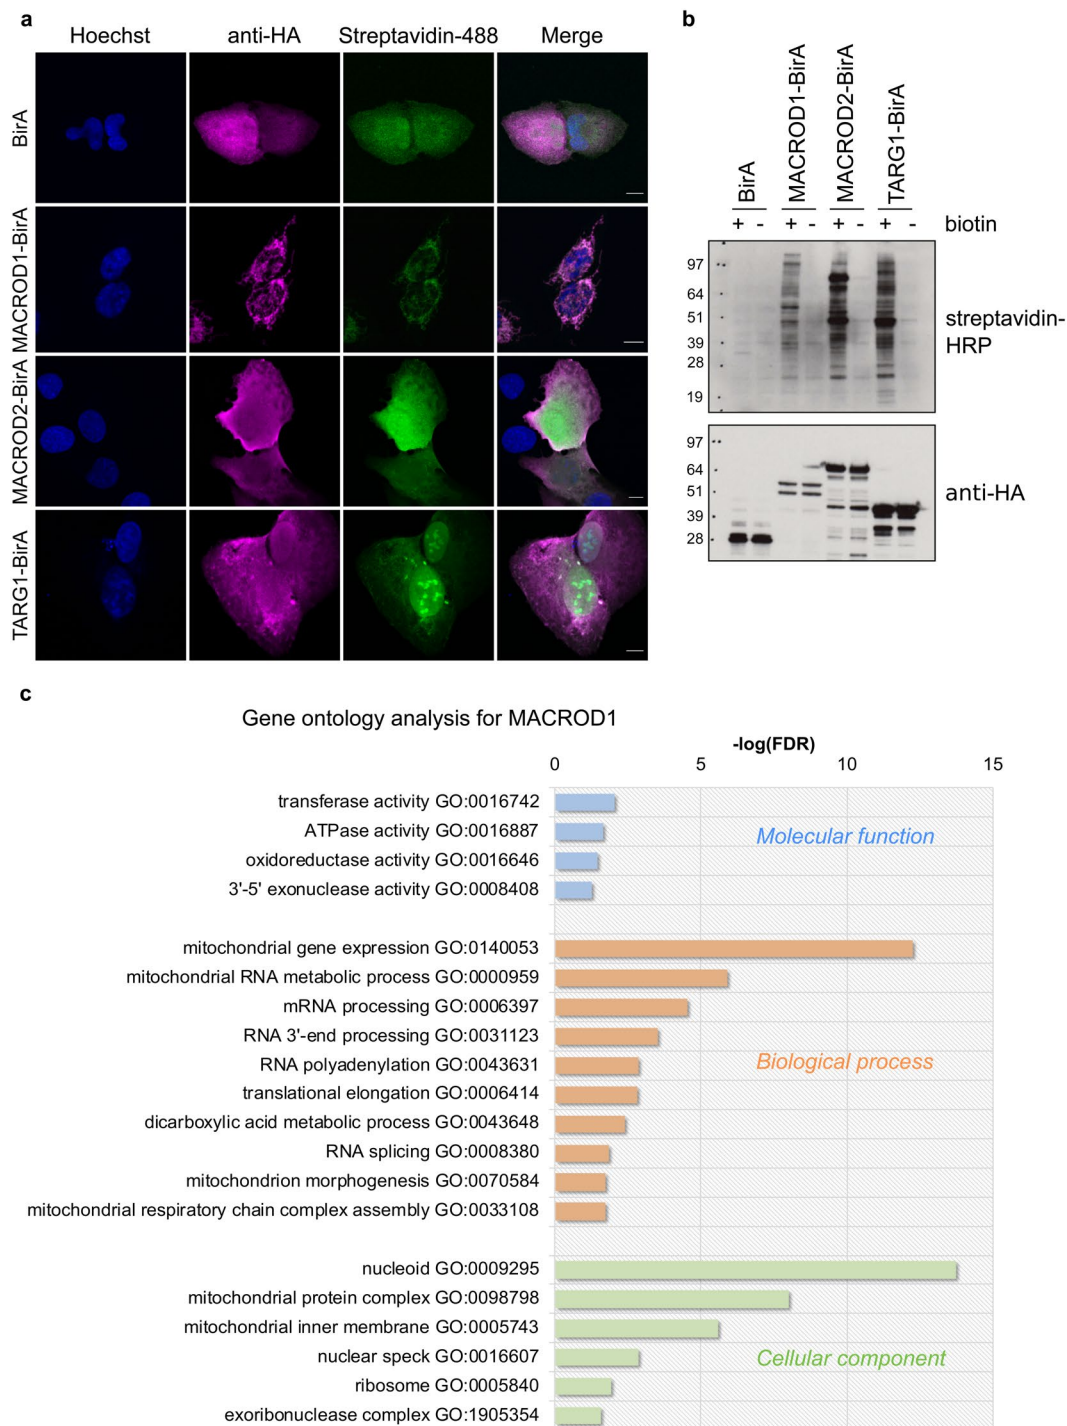 a
Hoechst anti-HA Streptavidin-488 Merge
BirA
MACROD1-BirA
MACROD2-BirA
TARG1-BirA
b
BirA
MACROD1-BirA
MACROD2-BirA
TARG1-BirA
+ - + - + - + - biotin
97
64
51
39
28
19
streptavidin-
HRP
97
64
51
39
28
anti-HA
c
Gene ontology analysis for MACROD1
-log(FDR)
0 5 10 15
transferase activity GO:0016742
ATPase activity GO:0016887
oxidoreductase activity GO:0016646
3'-5' exonuclease activity GO:0008408
Molecular function
mitochondrial gene expression GO:0140053
mitochondrial RNA metabolic process GO:0000959
mRNA processing GO:0006397
RNA 3'-end processing GO:0031123
RNA polyadenylation GO:0043631
translational elongation GO:0006414
dicarboxylic acid metabolic process GO:0043648
RNA splicing GO:0008380
mitochondrion morphogenesis GO:0070584
mitochondrial respiratory chain complex assembly GO:0033108
Biological process
nucleoid GO:0009295
mitochondrial protein complex GO:0098798
mitochondrial inner membrane GO:0005743
nuclear speck GO:0016607
ribosome GO:0005840
exoribonuclease complex GO:1905354
Cellular component